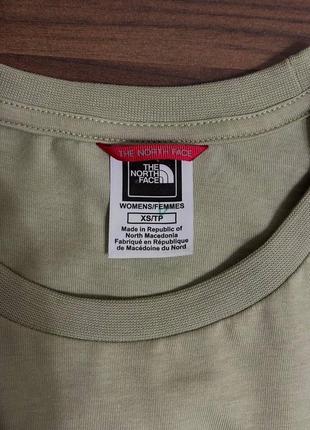 THE NORTH FACE
THE
NORTH
FACE
WOMENS/FEMMES
XS/TP
Made in Republic of
North Macedonia
Fabriqué en République
de Macédoine du Nord